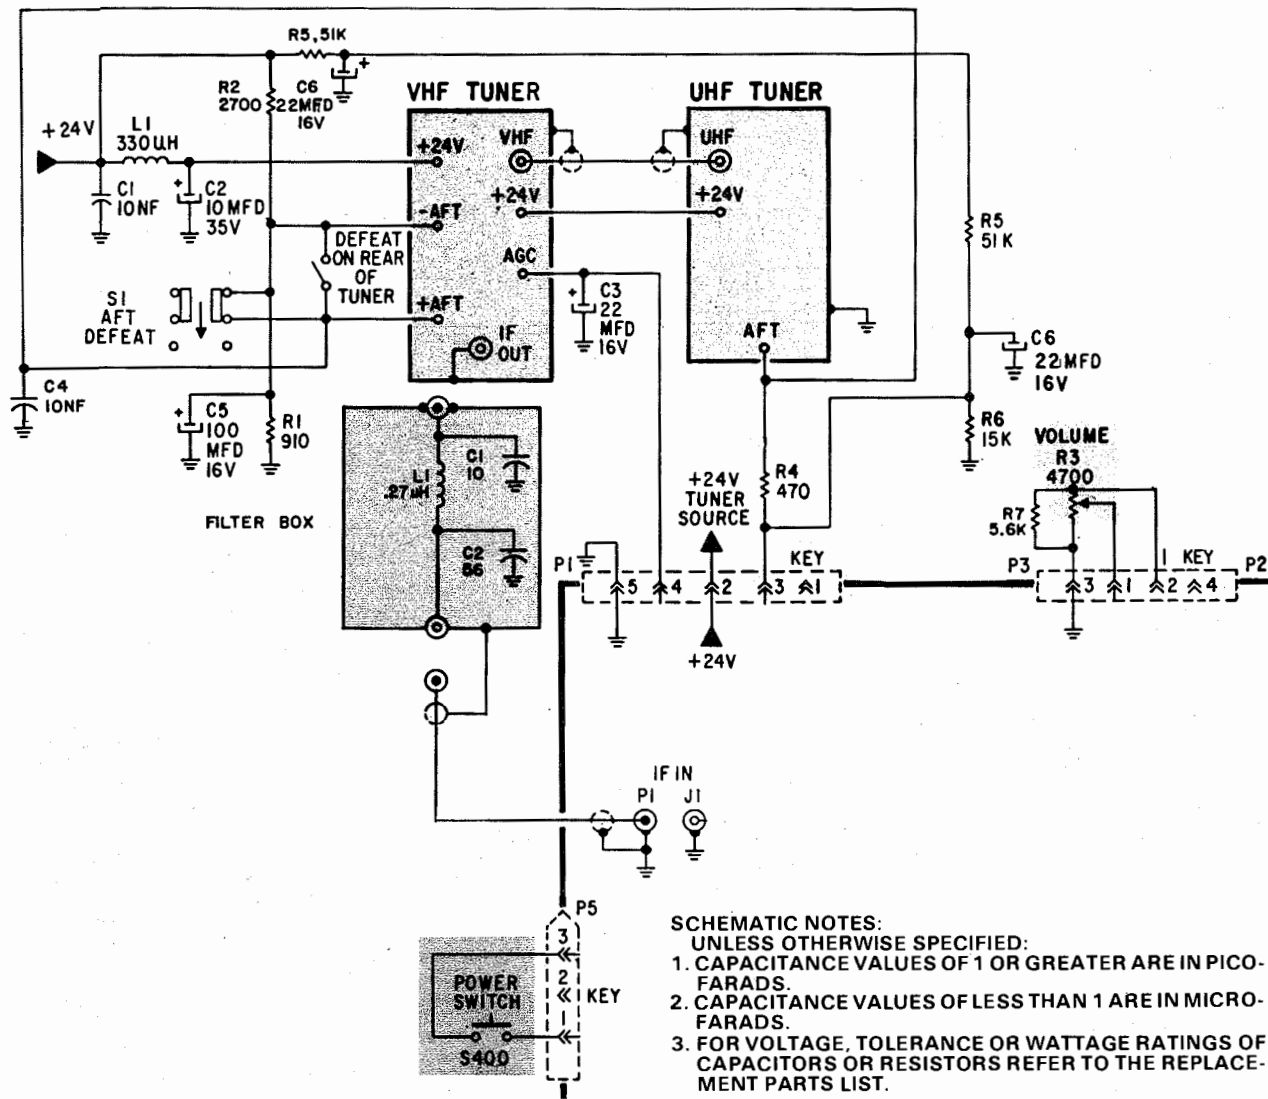 R5,51K
R2
2700
C6
22MFD
16V
VHF TUNER
UHF TUNER
+24V
L1
330UH
+24V
VHF
UHF
+24V
+24V
C1
10NF
C2
10MFD
35V
-AFT
DEFEAT
ON REAR
OF
TUNER
AGC
R5
51K
S1
AFT
DEFEAT
+AFT
IF
OUT
C3
22
MFD
16V
AFT
C6
22MFD
16V
C4
10NF
C5
100
MFD
16V
R1
910
R6
15K
VOLUME
R3
4700
C1
10
L1
.27uH
+24V
TUNER
SOURCE
R4
470
R7
5.6K
FILTER BOX
C2
56
P1
KEY
5 4 2 3 1
P3
1 KEY
P2
3 1 2 4
+24V
IF IN
P1 J1
P5
3
2
KEY
1
POWER
SWITCH
S400
SCHEMATIC NOTES:
UNLESS OTHERWISE SPECIFIED:
1. CAPACITANCE VALUES OF 1 OR GREATER ARE IN PICO-
FARADS.
2. CAPACITANCE VALUES OF LESS THAN 1 ARE IN MICRO-
FARADS.
3. FOR VOLTAGE, TOLERANCE OR WATTAGE RATINGS OF
CAPACITORS OR RESISTORS REFER TO THE REPLACE-
MENT PARTS LIST.